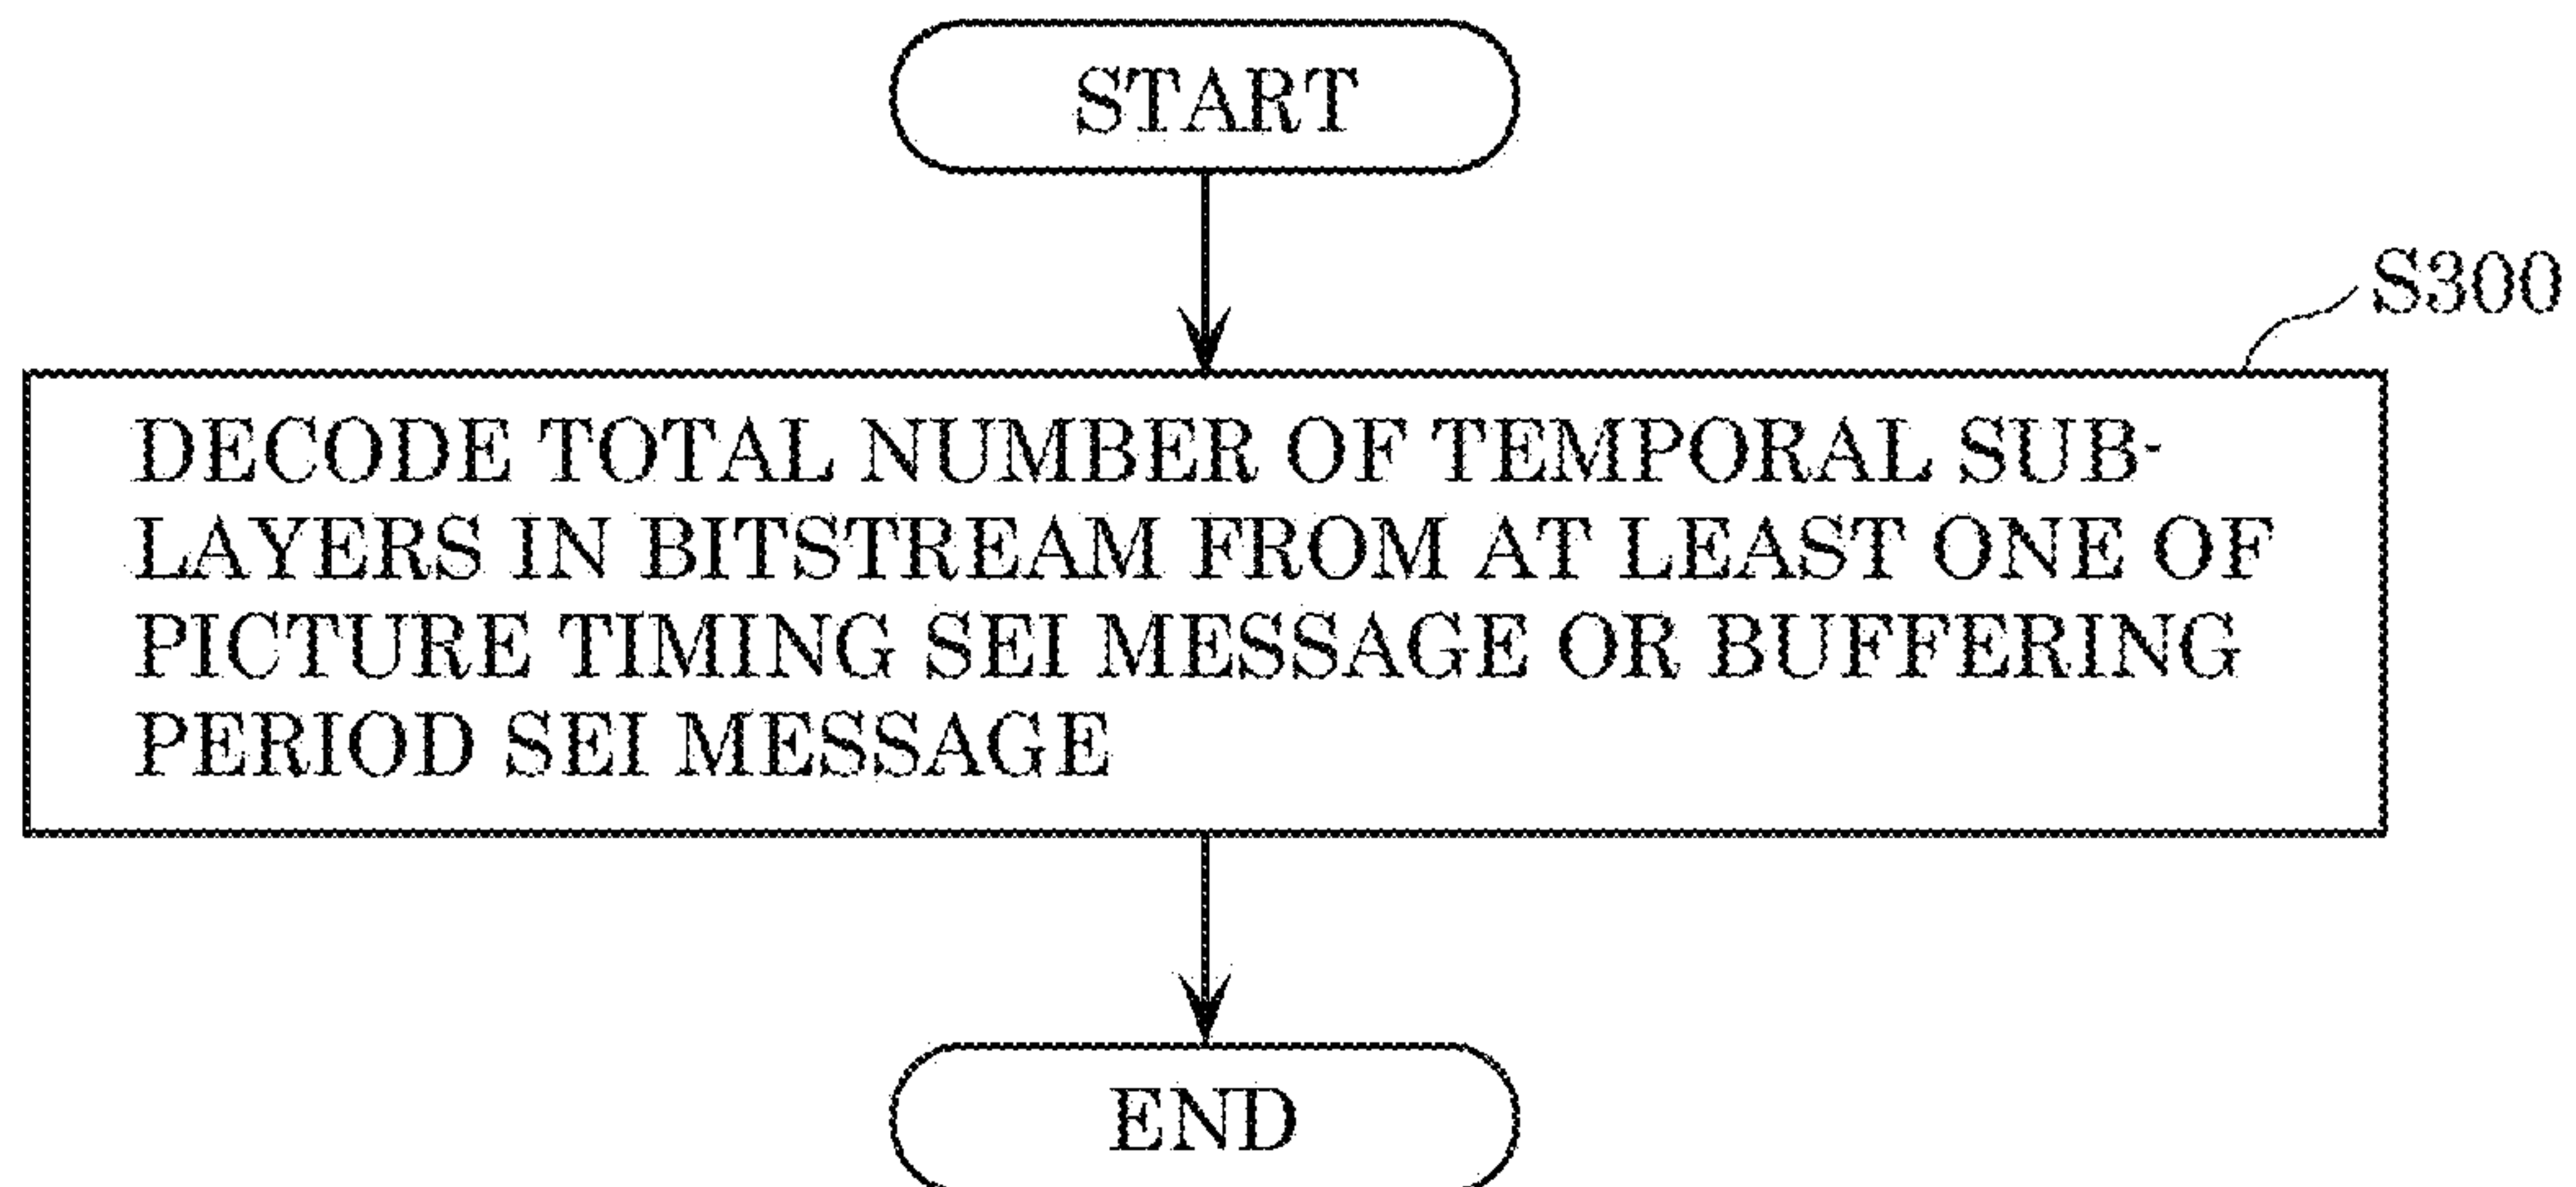 START
S300
DECODE TOTAL NUMBER OF TEMPORAL SUB-
LAYERS IN BITSTREAM FROM AT LEAST ONE OF
PICTURE TIMING SEI MESSAGE OR BUFFERING
PERIOD SEI MESSAGE
END